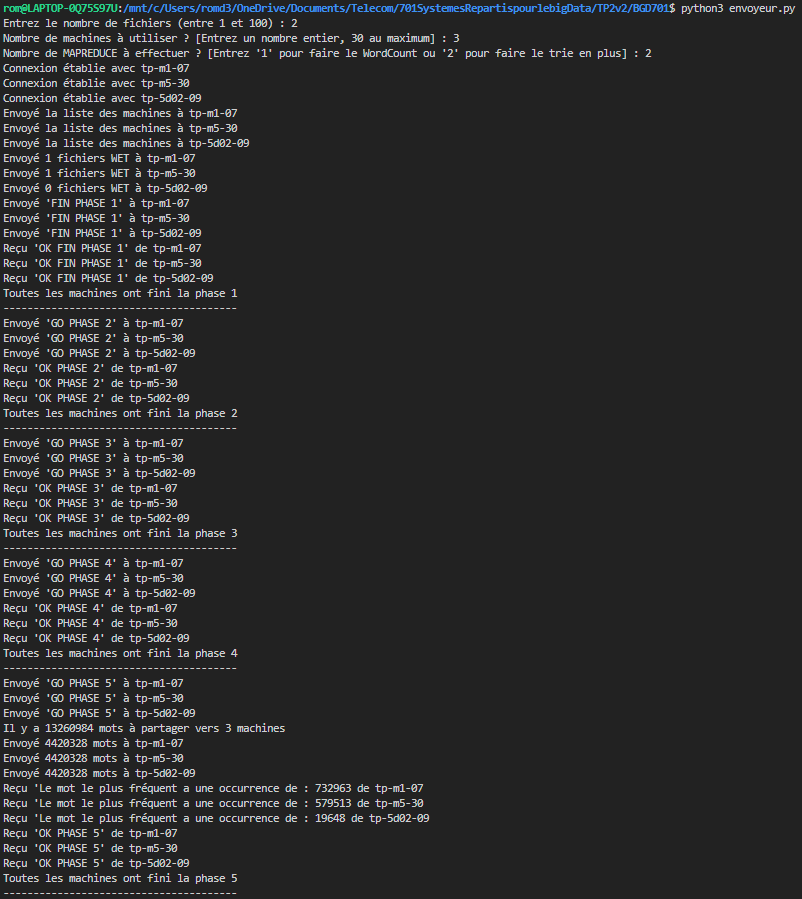 rom@LAPTOP-0Q75S97U:/mnt/c/Users/romd3/OneDrive/Documents/Telecom/701SystemesRepartispourlebigData/TP2v2/BGD701$ python3 envoyeur.py
Entrez le nombre de fichiers (entre 1 et 100) : 2
Nombre de machines à utiliser ? [Entrez un nombre entier, 30 au maximum] : 3
Nombre de MAPREDUCE à effectuer ? [Entrez '1' pour faire le WordCount ou '2' pour faire le trie en plus] : 2
Connexion établie avec tp-m1-07
Connexion établie avec tp-m5-30
Connexion établie avec tp-5d02-09
Envoyé la liste des machines à tp-m1-07
Envoyé la liste des machines à tp-m5-30
Envoyé la liste des machines à tp-5d02-09
Envoyé 1 fichiers WET à tp-m1-07
Envoyé 1 fichiers WET à tp-m5-30
Envoyé 0 fichiers WET à tp-5d02-09
Envoyé 'FIN PHASE 1' à tp-m1-07
Envoyé 'FIN PHASE 1' à tp-m5-30
Envoyé 'FIN PHASE 1' à tp-5d02-09
Reçu 'OK FIN PHASE 1' de tp-m1-07
Reçu 'OK FIN PHASE 1' de tp-m5-30
Reçu 'OK FIN PHASE 1' de tp-5d02-09
Toutes les machines ont fini la phase 1
---------------------------------------
Envoyé 'GO PHASE 2' à tp-m1-07
Envoyé 'GO PHASE 2' à tp-m5-30
Envoyé 'GO PHASE 2' à tp-5d02-09
Reçu 'OK PHASE 2' de tp-m1-07
Reçu 'OK PHASE 2' de tp-m5-30
Reçu 'OK PHASE 2' de tp-5d02-09
Toutes les machines ont fini la phase 2
---------------------------------------
Envoyé 'GO PHASE 3' à tp-m1-07
Envoyé 'GO PHASE 3' à tp-m5-30
Envoyé 'GO PHASE 3' à tp-5d02-09
Reçu 'OK PHASE 3' de tp-m1-07
Reçu 'OK PHASE 3' de tp-m5-30
Reçu 'OK PHASE 3' de tp-5d02-09
Toutes les machines ont fini la phase 3
---------------------------------------
Envoyé 'GO PHASE 4' à tp-m1-07
Envoyé 'GO PHASE 4' à tp-m5-30
Envoyé 'GO PHASE 4' à tp-5d02-09
Reçu 'OK PHASE 4' de tp-m1-07
Reçu 'OK PHASE 4' de tp-m5-30
Reçu 'OK PHASE 4' de tp-5d02-09
Toutes les machines ont fini la phase 4
---------------------------------------
Envoyé 'GO PHASE 5' à tp-m1-07
Envoyé 'GO PHASE 5' à tp-m5-30
Envoyé 'GO PHASE 5' à tp-5d02-09
Il y a 13260984 mots à partager vers 3 machines
Envoyé 4420328 mots à tp-m1-07
Envoyé 4420328 mots à tp-m5-30
Envoyé 4420328 mots à tp-5d02-09
Reçu 'Le mot le plus fréquent a une occurrence de : 732963 de tp-m1-07
Reçu 'Le mot le plus fréquent a une occurrence de : 579513 de tp-m5-30
Reçu 'Le mot le plus fréquent a une occurrence de : 19648 de tp-5d02-09
Reçu 'OK PHASE 5' de tp-m1-07
Reçu 'OK PHASE 5' de tp-m5-30
Reçu 'OK PHASE 5' de tp-5d02-09
Toutes les machines ont fini la phase 5
---------------------------------------